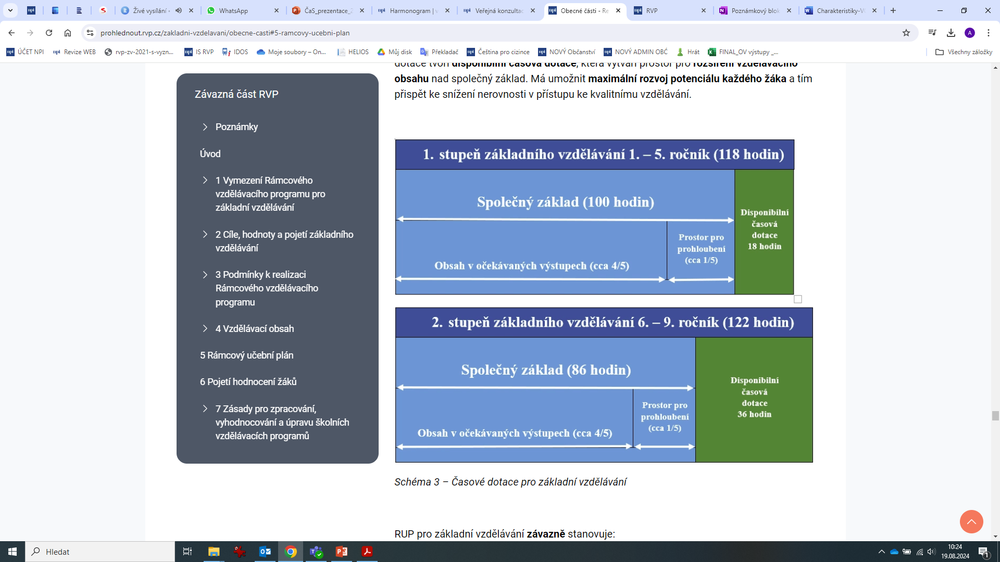 Živé vysílání •
WhatsApp
ČaS_prezentace_2
Harmonogram | v
Veřejná konzultac
Obecné části - Re
RVP
Poznámkový blok
Charakteristiky-V
prohlednout.rvp.cz/zakladni-vzdelavani/obecne-casti#5-ramcovy-ucebni-plan
A
ÚČET NPI
Revize WEB
rvp-zv-2021-s-vyzn...
IS RVP
IDOS
Moje soubory – On...
HELIOS
Můj disk
Překladač
Čeština pro cizince
NOVÝ Občanství
NOVÝ ADMIN OBČ
Hrát
FINAL_OV výstupy _...
Všechny záložky
Závazná část RVP
Poznámky
Úvod
1 Vymezení Rámcového
vzdělávacího programu pro
základní vzdělávání
2 Cíle, hodnoty a pojetí základního
vzdělávání
3 Podmínky k realizaci
Rámcového vzdělávacího
programu
4 Vzdělávací obsah
5 Rámcový učební plán
6 Pojetí hodnocení žáků
7 Zásady pro zpracování,
vyhodnocování a úpravu školních
vzdělávacích programů
dotace tvoří disponibilní časová dotace, která vytváří prostor pro rozšíření vzdělávacího
obsahu nad společný základ. Má umožnit maximální rozvoj potenciálu každého žáka a tím
přispět ke snížení nerovnosti v přístupu ke kvalitnímu vzdělávání.
1. stupeň základního vzdělávání 1. – 5. ročník (118 hodin)
Společný základ (100 hodin)
Obsah v očekávaných výstupech (cca 4/5)
Prostor pro
prohloubení
(cca 1/5)
Disponibilní
časová
dotace
18 hodin
2. stupeň základního vzdělávání 6. – 9. ročník (122 hodin)
Společný základ (86 hodin)
Obsah v očekávaných výstupech (cca 4/5)
Prostor pro
prohloubení
(cca 1/5)
Disponibilní
časová
dotace
36 hodin
Schéma 3 – Časové dotace pro základní vzdělávání
RUP pro základní vzdělávání závazně stanovuje:
Hledat
10:24
19.08.2024
1